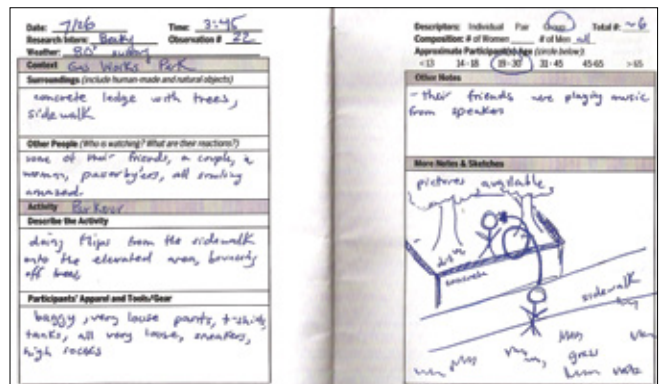 Date: 7/26 Time: 3:45
Research Intern: Becky Observation # 22
Weather: 80° sunny
Context Gas Works Park
Surroundings (include human-made and natural objects)
concrete ledge with trees,
sidewalk
Other People (Who is watching? What are their reactions?)
some of their friends, a couple, a
woman, passerby'ers, all smiling
amazed.
Activity Parkour
Describe the Activity
doing flips from the sidewalk
onto the elevated area, bouncing
off trees
Participants' Apparel and Tools/Gear
baggy, very loose pants, t-shirts,
tanks, all very loose, sneakers,
high socks
Descriptors: Individual Pair Group Total #: ~6
Composition: # of Women # of Men all
Approximate Participant(s) Age (circle below):
<13 14-18 19-30 31-45 45-65 >65
Other Notes
- their friends were playing music
from speakers
More Notes & Sketches
pictures available
concrete
sidewalk
grass